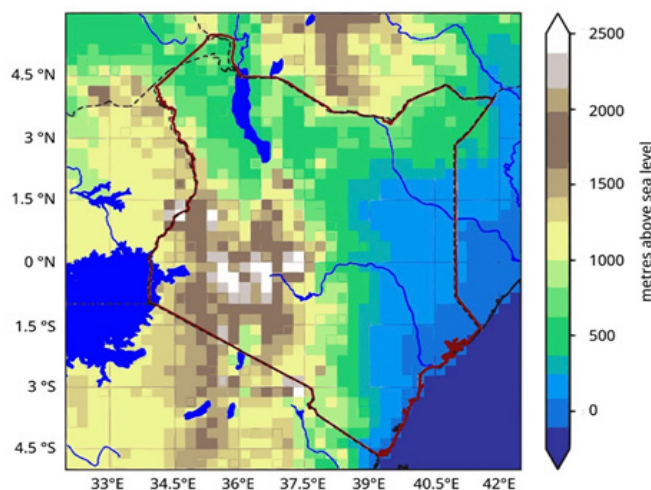 4.5 °N
3 °N
1.5 °N
0 °N
1.5 °S
3 °S
4.5 °S
33°E 34.5 °E 36°E 37.5°E 39°E 40.5°E 42°E
2500
2000
1500
1000
500
0
metres above sea level